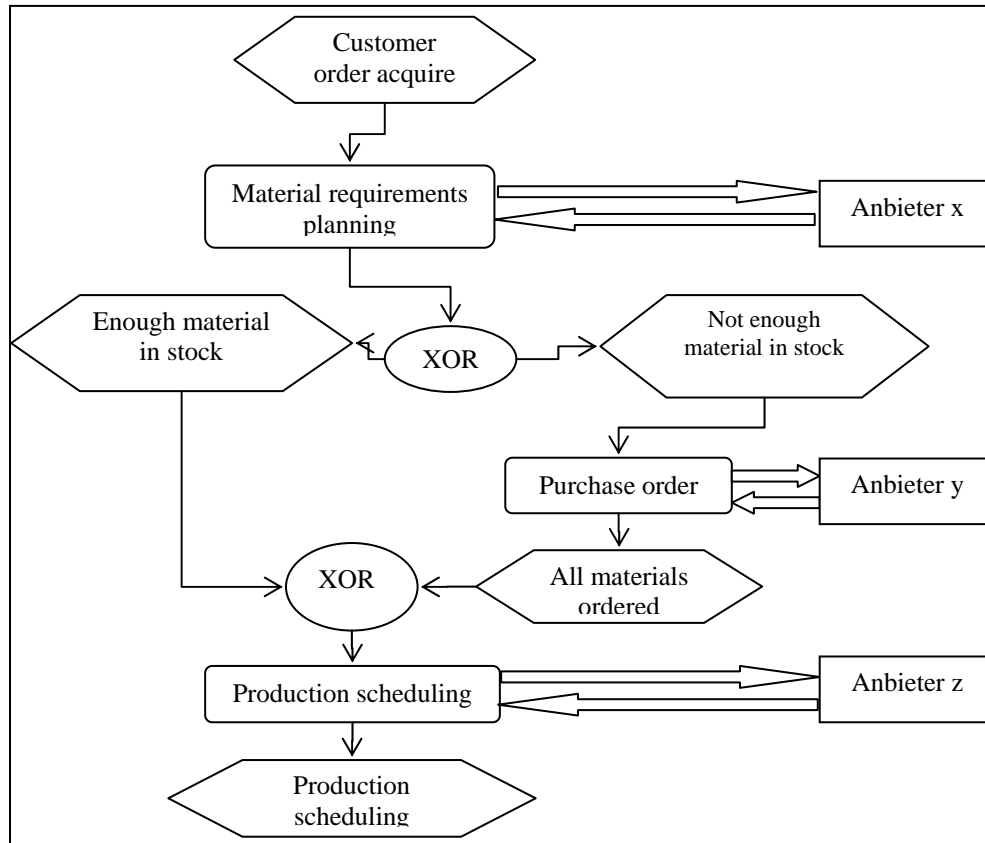 Customer
order acquire
Material requirements
planning
Anbieter x
Enough material
in stock
XOR
Not enough
material in stock
Purchase order
Anbieter y
XOR
All materials
ordered
Production scheduling
Anbieter z
Production
scheduling